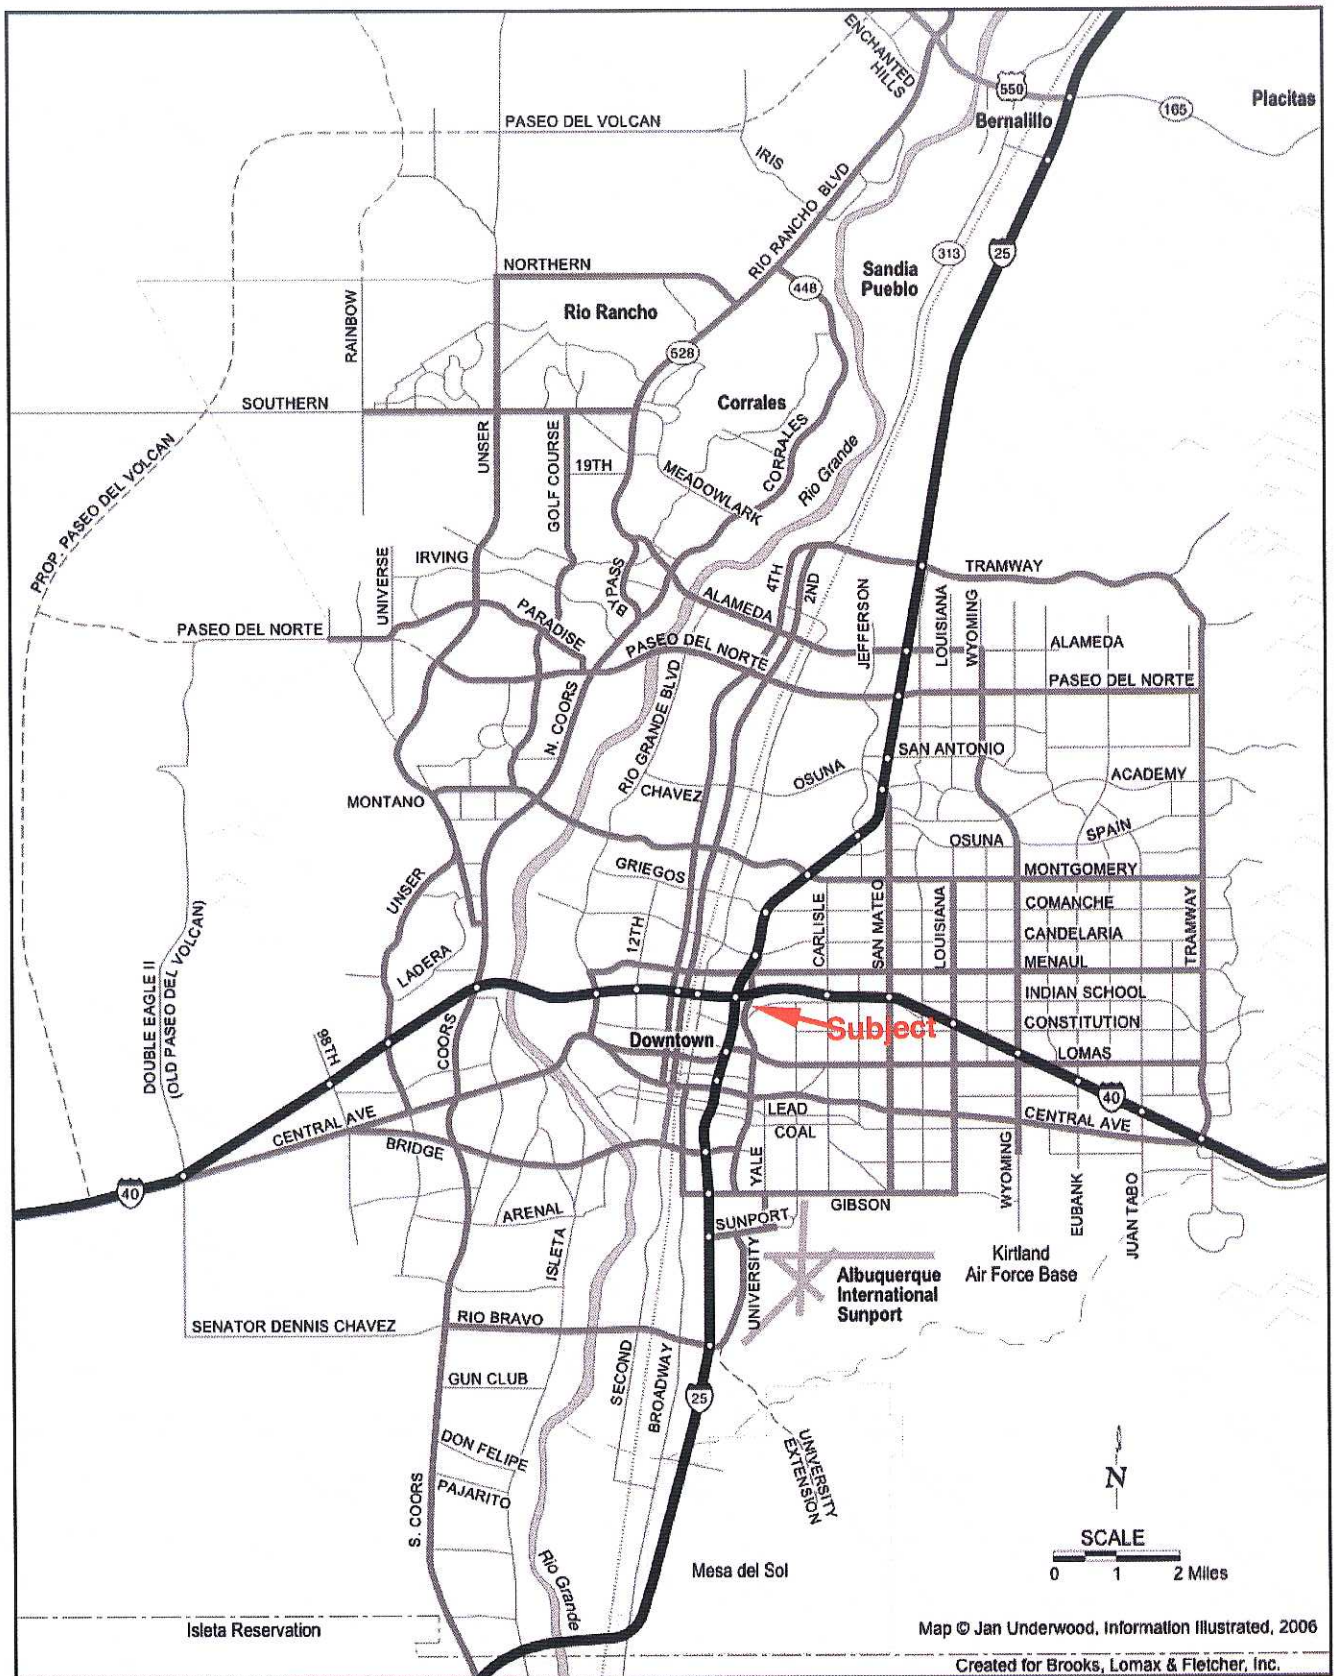 ENCHANTED
HILLS
550
165
Placitas
Bernalillo
PASEO DEL VOLCAN
IRIS
RIO RANCHO BLVD
313
25
NORTHERN
Sandia
Pueblo
448
Rio Rancho
RAINBOW
528
SOUTHERN
Corrales
UNSER
GOLF COURSE
19TH
CORRALES
MEADOWLARK
Rio Grande
PROP. PASEO DEL VOLCAN
UNIVERSE
IRVING
BY PASS
4TH
2ND
TRAMWAY
PASEO DEL NORTE
PARADISE
ALAMEDA
JEFFERSON
LOUISIANA
WYOMING
ALAMEDA
PASEO DEL NORTE
PASEO DEL NORTE
N. COORS
RIO GRANDE BLVD
SAN ANTONIO
MONTANO
CHAVEZ
OSUNA
ACADEMY
OSUNA
SPAIN
UNSER
GRIEGOS
MONTGOMERY
CARLISLE
SAN MATEO
LOUISIANA
COMANCHE
TRAMWAY
DOUBLE EAGLE II
(OLD PASEO DEL VOLCAN)
LADERA
12TH
CANDELARIA
MENAUL
INDIAN SCHOOL
98TH
COORS
Downtown
Subject
CONSTITUTION
LOMAS
CENTRAL AVE
LEAD
COAL
40
CENTRAL AVE
BRIDGE
YALE
WYOMING
EUBANK
JUAN TABO
40
ARENAL
ISLETA
GIBSON
SUNPORT
UNIVERSITY
Kirtland
Air Force Base
Albuquerque
International
Sunport
SENATOR DENNIS CHAVEZ
RIO BRAVO
GUN CLUB
SECOND
BROADWAY
25
DON FELIPE
PAJARITO
S. COORS
UNIVERSITY
EXTENSION
N
Rio Grande
Mesa del Sol
SCALE
0 1 2 Miles
Isleta Reservation
Map © Jan Underwood, Information Illustrated, 2006
Created for Brooks, Lomax & Fletcher, Inc.